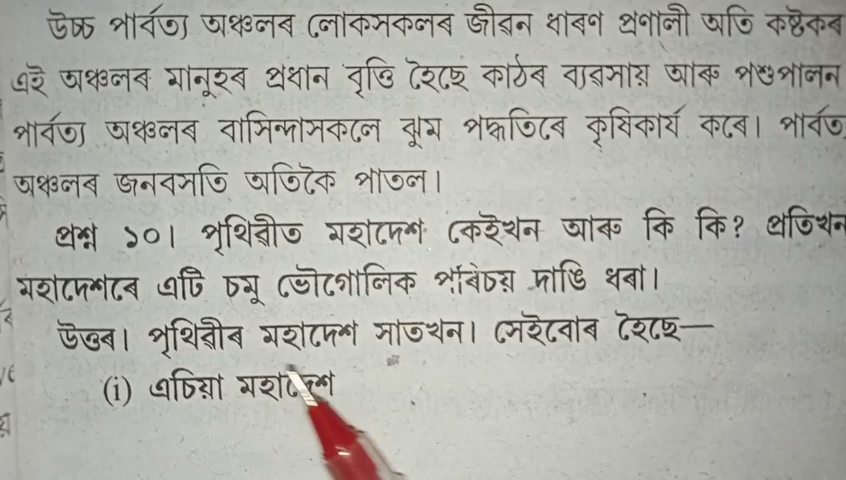 উচ্চ পাৰ্বত্য অঞ্চলৰ লোকসকলৰ জীৱন ধাৰণ প্ৰণালী অতি কষ্টকৰ
এই অঞ্চলৰ মানুহৰ প্ৰধান বৃত্তি হৈছে কাঠৰ ব্যৱসায় আৰু পশুপালন
পাৰ্বত্য অঞ্চলৰ বাসিন্দাসকলে ঝুম পদ্ধতিৰে কৃষিকাৰ্য কৰে। পাৰ্বত্য
অঞ্চলৰ জনবসতি অতিকৈ পাতল।
প্ৰশ্ন ১০। পৃথিৱীত মহাদেশ কেইখন আৰু কি কি? প্ৰতিখন
মহাদেশৰে এটি চমু ভৌগোলিক পৰিচয় দাঙি ধৰা।
উত্তৰ। পৃথিৱীৰ মহাদেশ সাতখন। সেইবোৰ হৈছে—
(i) এচিয়া মহাদেশ